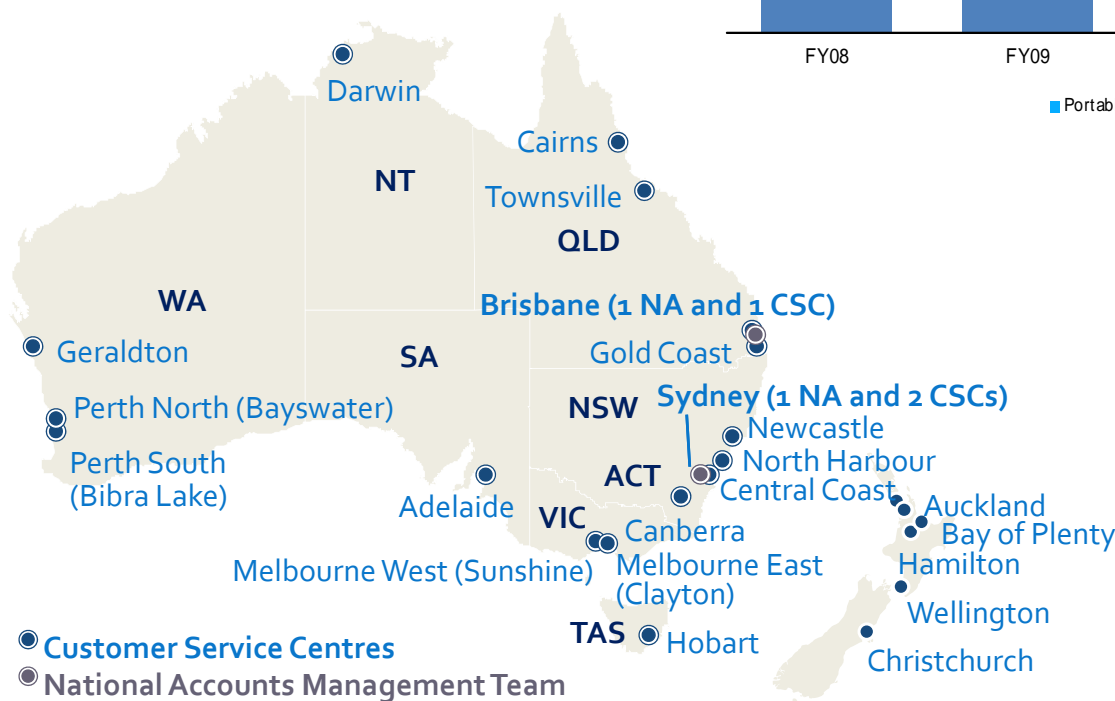 FY08
FY09
Portab
Darwin
Cairns
NT
Townsville
QLD
WA
Brisbane (1 NA and 1 CSC)
Geraldton
SA
Gold Coast
NSW
Sydney (1 NA and 2 CSCs)
Perth North (Bayswater)
Newcastle
Perth South
(Bibra Lake)
North Harbour
ACT
Central Coast
Adelaide
Auckland
VIC
Canberra
Bay of Plenty
Melbourne West (Sunshine)
Melbourne East
(Clayton)
Hamilton
Wellington
TAS
Hobart
Customer Service Centres
Christchurch
National Accounts Management Team